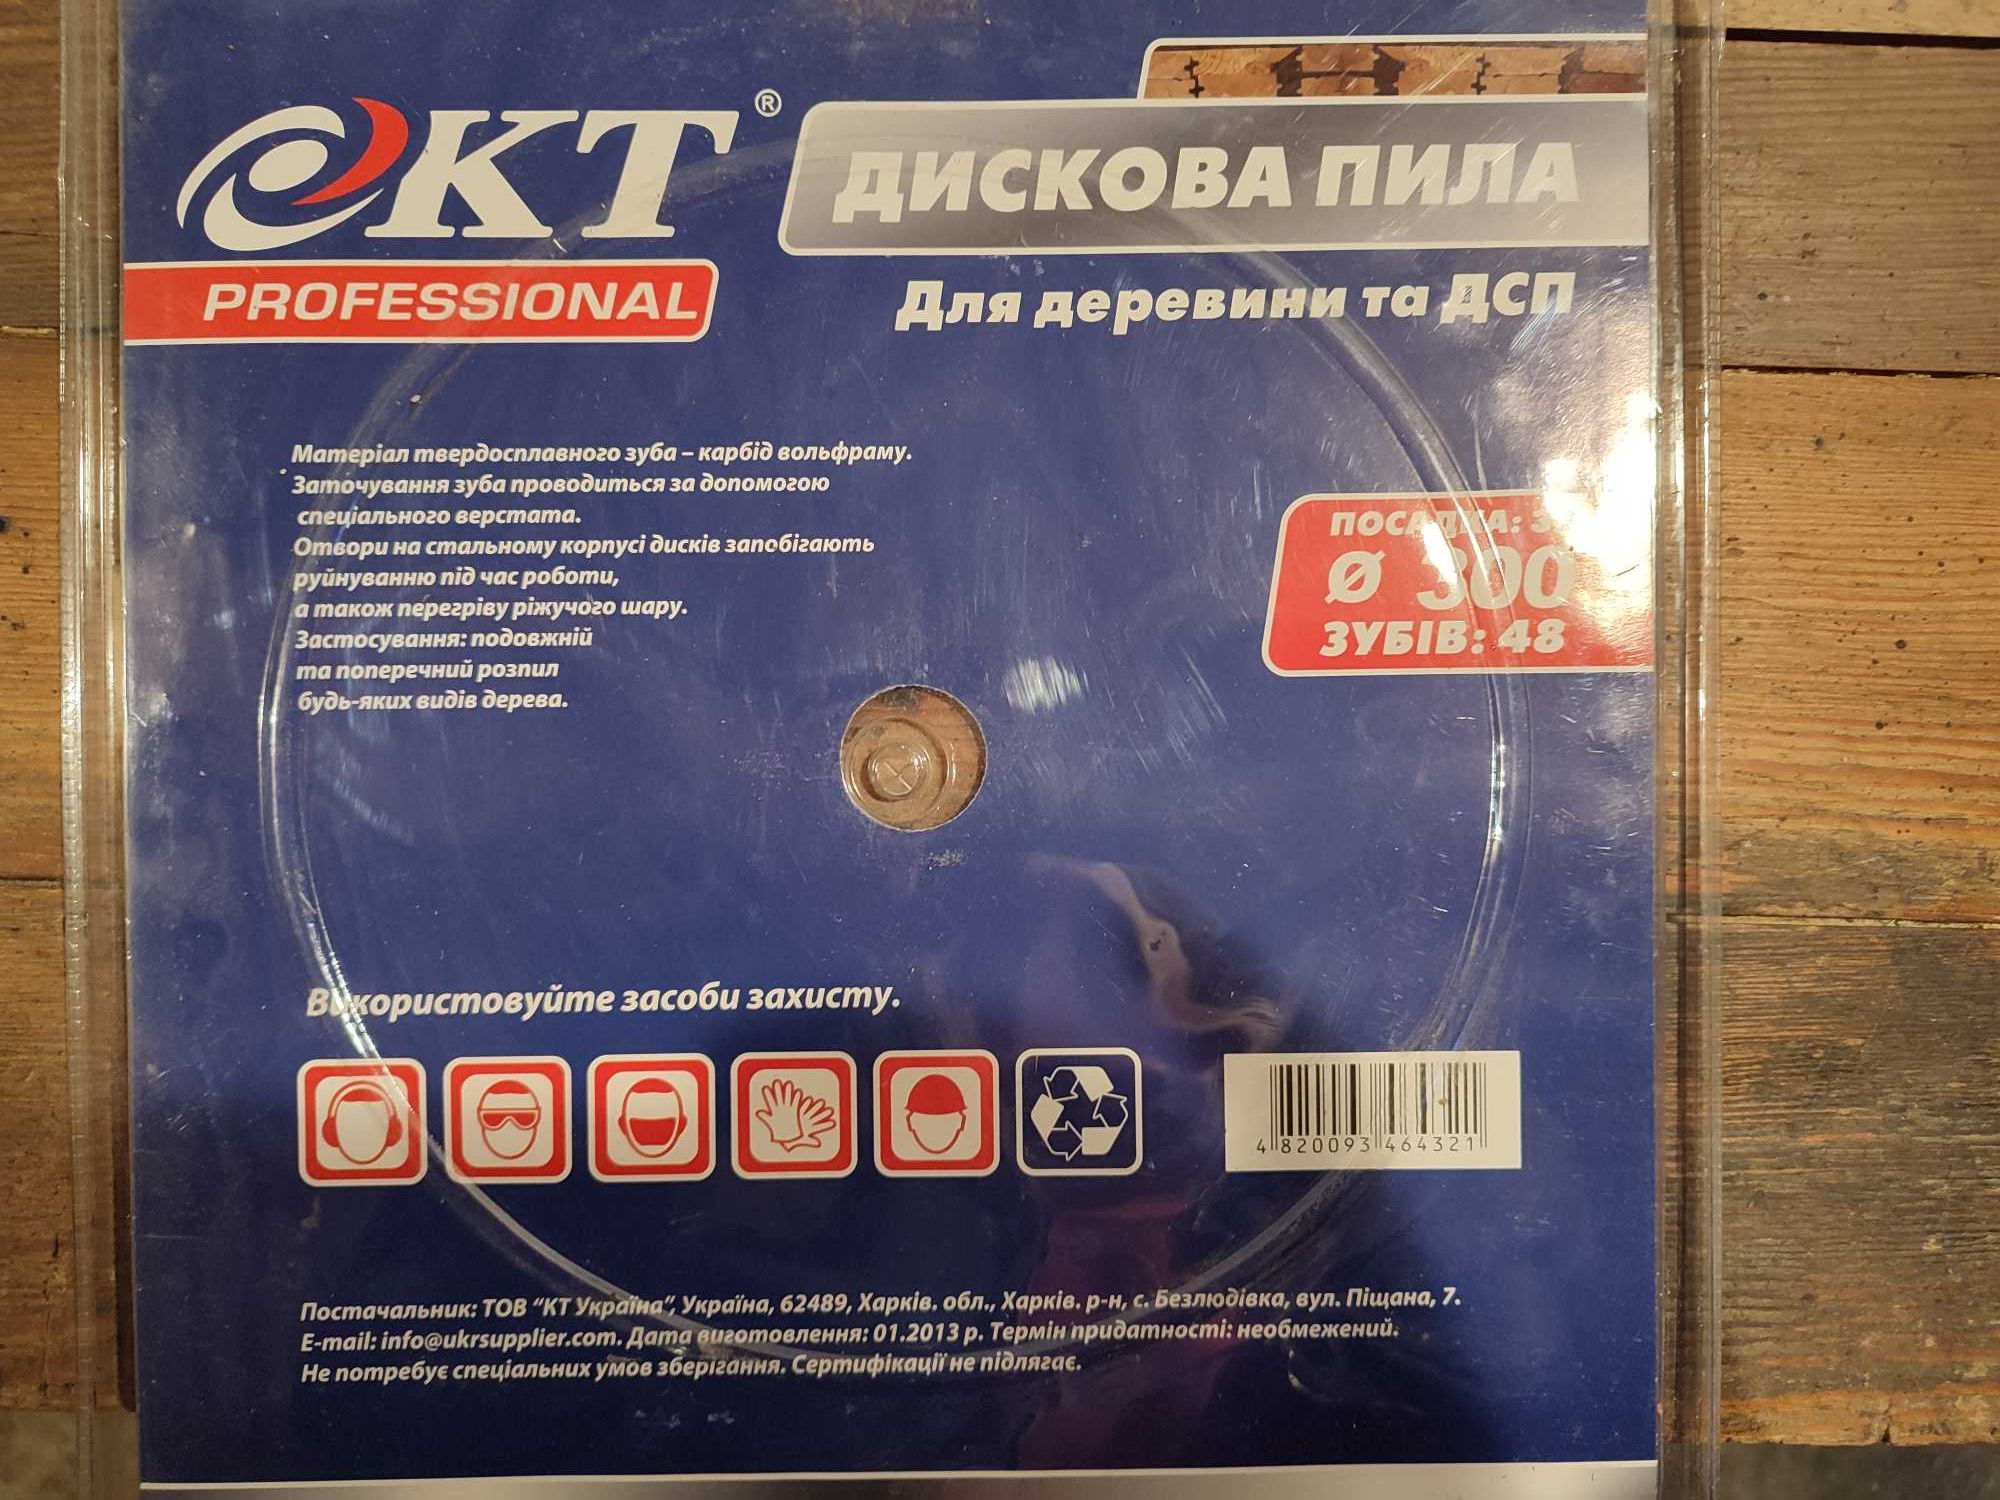 KT ®
PROFESSIONAL
ДИСКОВА ПИЛА
Для деревини та ДСП
Матеріал твердосплавного зуба – карбід вольфраму.
Заточування зуба проводиться за допомогою
спеціального верстата.
Отвори на стальному корпусі дисків запобігають
руйнуванню під час роботи,
а також перегріву ріжучого шару.
Застосування: подовжній
та поперечний розпил
будь-яких видів дерева.
ПОСАДКА:
Ø 300
ЗУБІВ: 48
Використовуйте засоби захисту.
4 820093 464321
Постачальник: ТОВ “КТ Україна”, Україна, 62489, Харків. обл., Харків. р-н, с. Безлюдівка, вул. Піщана, 7.
E-mail: info@ukrsupplier.com. Дата виготовлення: 01.2013 р. Термін придатності: необмежений.
Не потребує спеціальних умов зберігання. Сертифікації не підлягає.